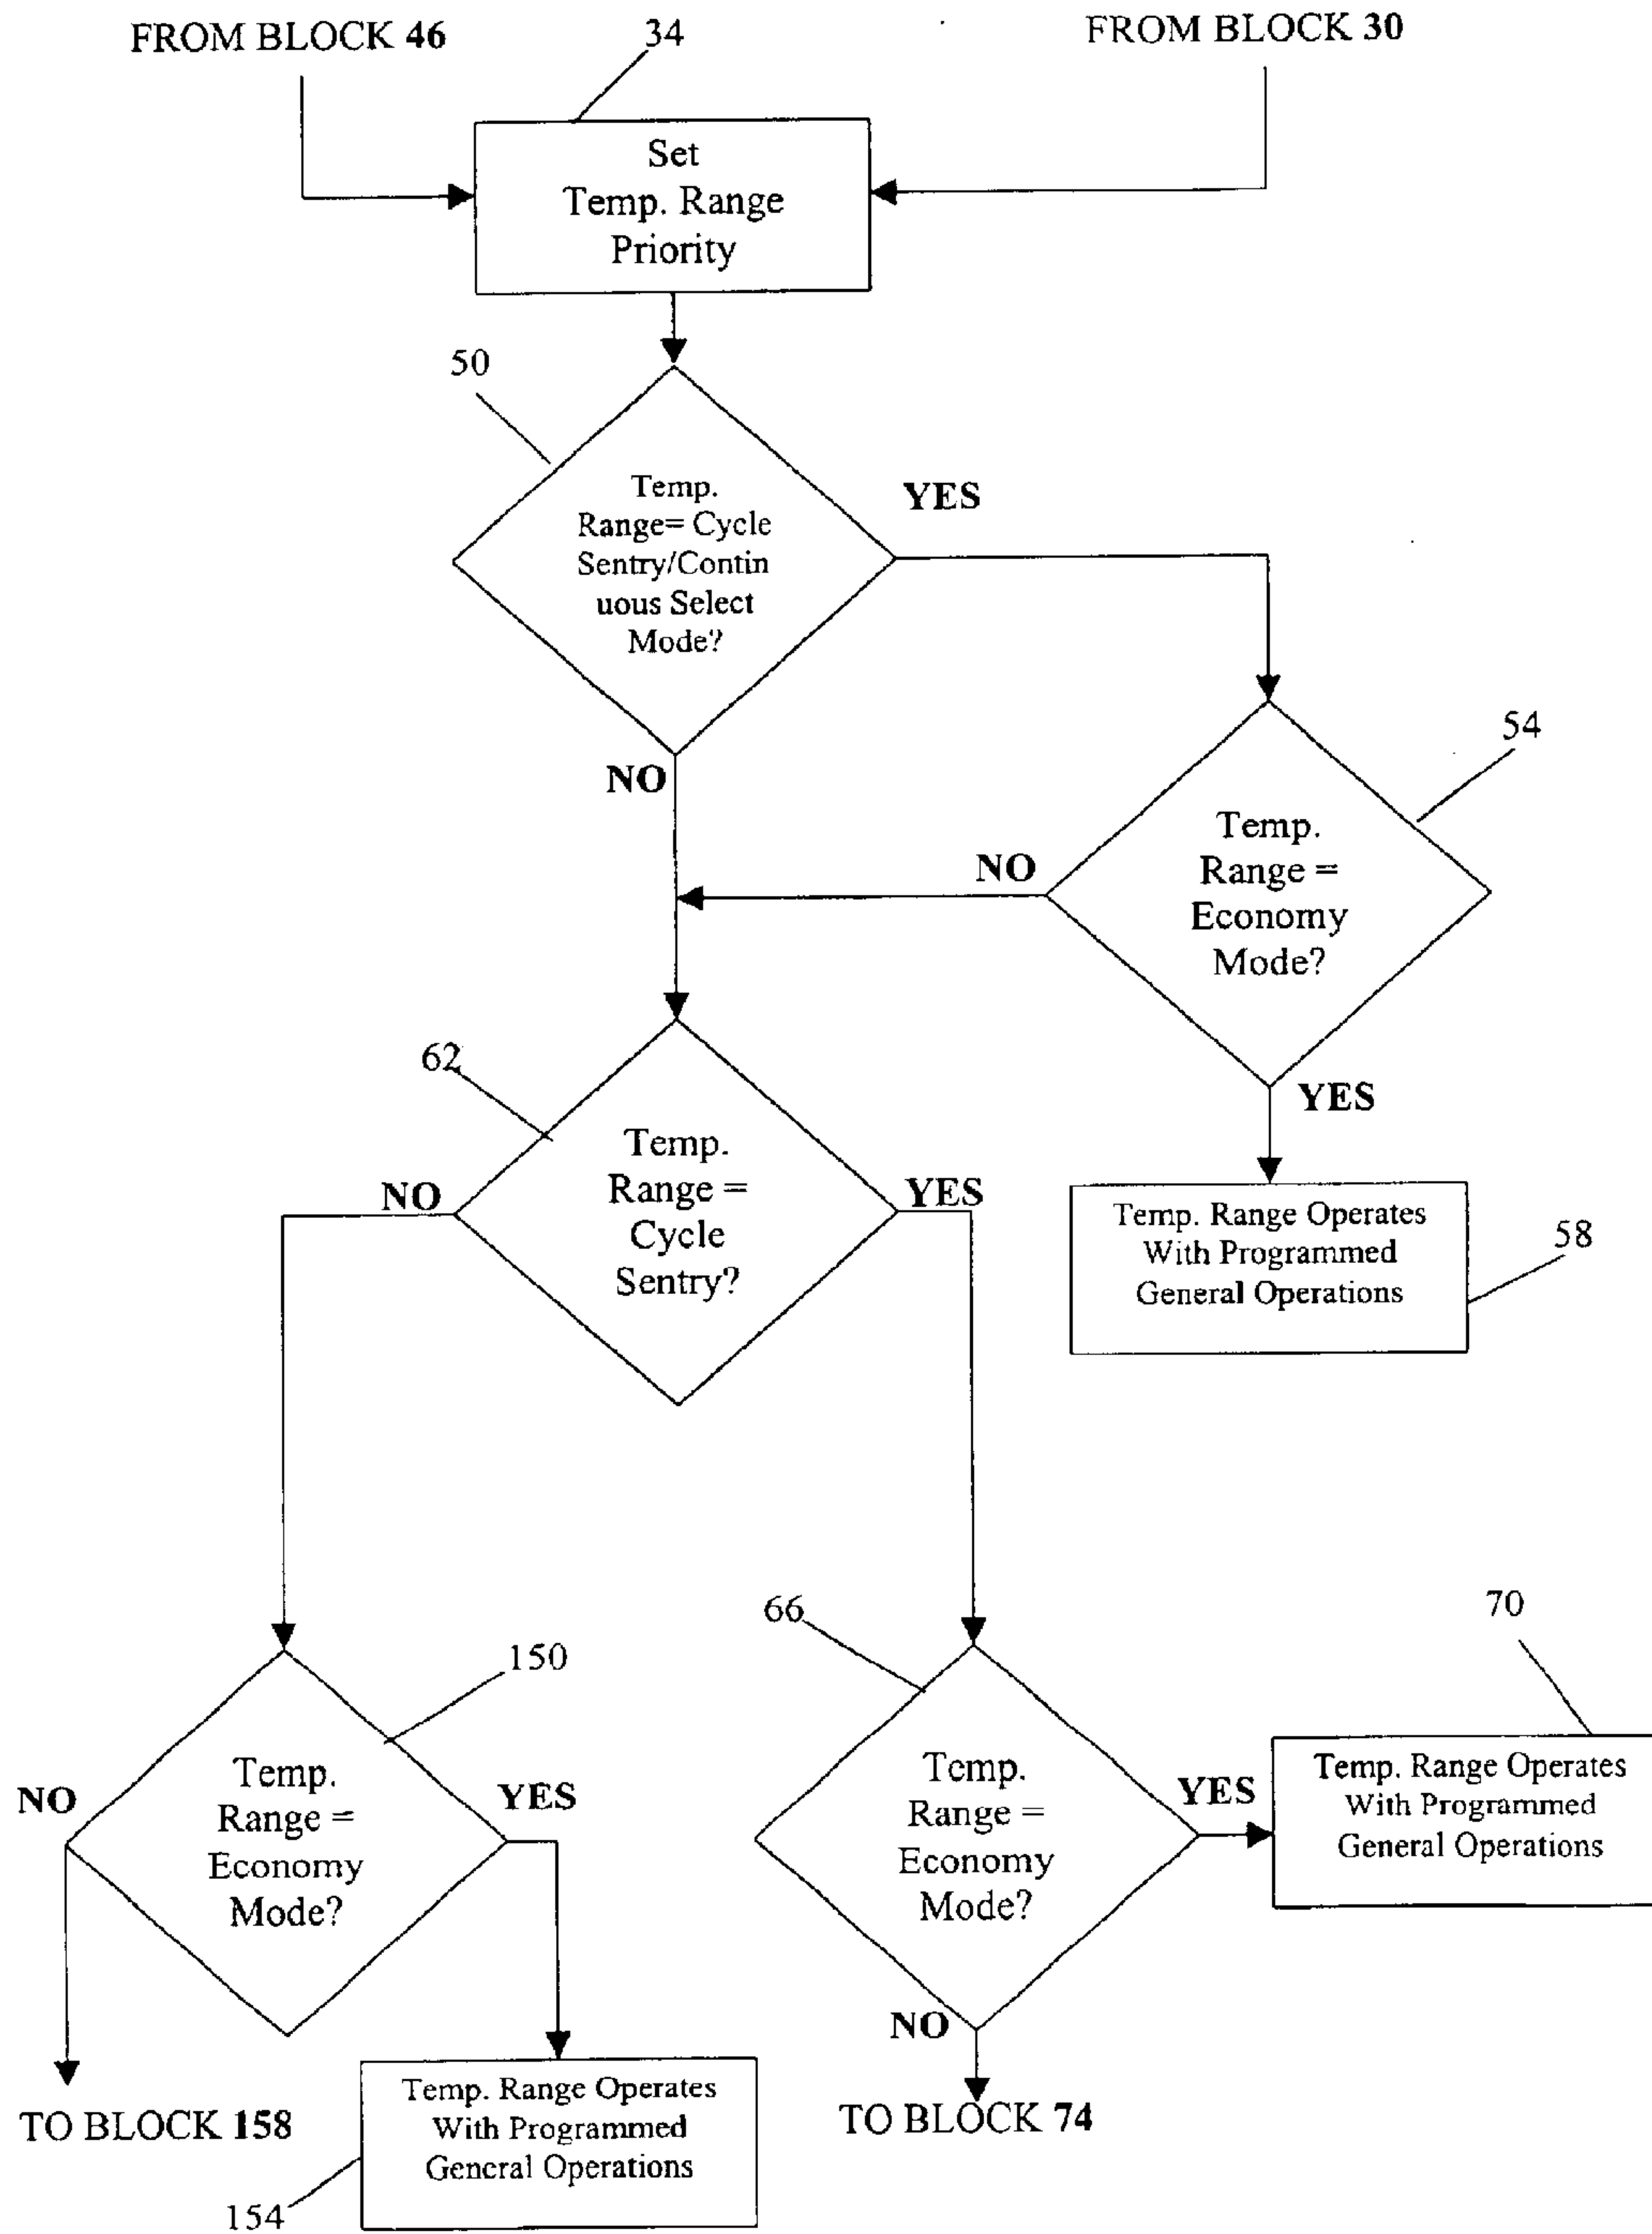 FROM BLOCK 46
34
FROM BLOCK 30
Set
Temp. Range
Priority
50
Temp.
Range= Cycle
Sentry/Contin
uous Select
Mode?
YES
NO
54
Temp.
Range =
Economy
Mode?
NO
YES
62
Temp.
Range =
Cycle
Sentry?
NO
YES
Temp. Range Operates
With Programmed
General Operations
58
66
70
150
Temp.
Range =
Economy
Mode?
NO
YES
Temp.
Range =
Economy
Mode?
YES
NO
Temp. Range Operates
With Programmed
General Operations
TO BLOCK 158
Temp. Range Operates
With Programmed
General Operations
TO BLOCK 74
154